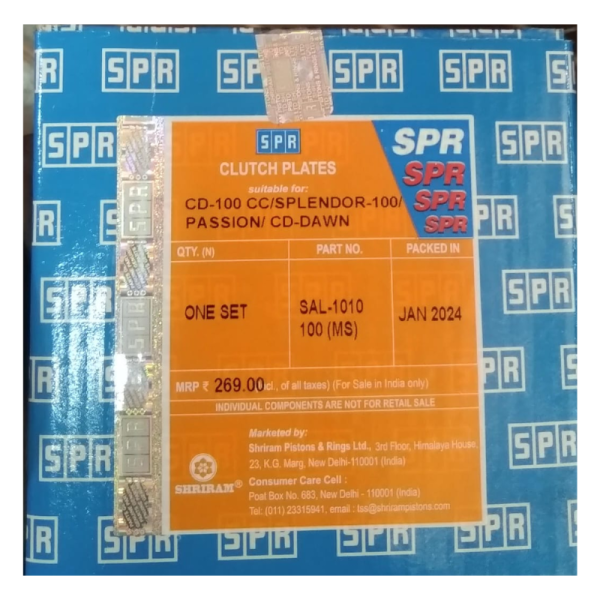 SPR
CLUTCH PLATES
suitable for:
CD-100 CC/SPLENDOR-100/
PASSION/ CD-DAWN
SPR
SPR
SPR
SPR
QTY. (N) PART NO. PACKED IN
ONE SET SAL-1010 JAN 2024
100 (MS)
MRP ₹ 269.00cl., of all taxes) (For Sale in India only)
INDIVIDUAL COMPONENTS ARE NOT FOR RETAIL SALE
Marketed by:
Shriram Pistons & Rings Ltd., 3rd Floor, Himalaya House,
23, K.G. Marg, New Delhi-110001 (India)
Consumer Care Cell :
Post Box No. 683, New Delhi - 110001 (India)
Tel: (011) 23315941, email : @shrirampistons.com
SHRIRAM®